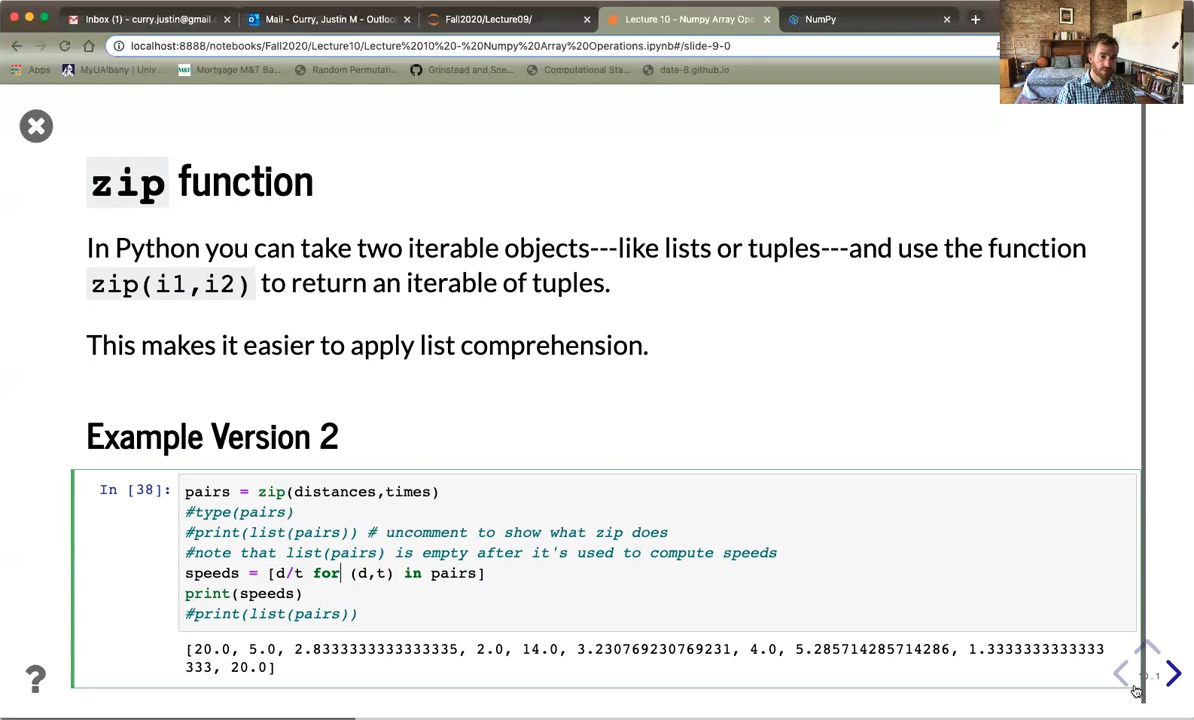 Inbox (1) - curry.justin@gmail.
Mail - Curry, Justin M - Outloo
Fall2020/Lecture09/
Lecture 10 - Numpy Array Ope
NumPy
localhost:8888/notebooks/Fall2020/Lecture10/Lecture%2010%20-%20Numpy%20Array%20Operations.ipynb#/slide-9-0
Apps
MyUAlbany | Univ...
Mortgage M&T Ba...
Random Permutati...
Grinstead and Sne...
Computational Sta...
data-8.github.io
zip function
In Python you can take two iterable objects---like lists or tuples---and use the function
zip(i1,i2) to return an iterable of tuples.
This makes it easier to apply list comprehension.
Example Version 2
In [38]:
pairs = zip(distances,times)
#type(pairs)
#print(list(pairs)) # uncomment to show what zip does
#note that list(pairs) is empty after it's used to compute speeds
speeds = [d/t for (d,t) in pairs]
print(speeds)
#print(list(pairs))
[20.0, 5.0, 2.8333333333333335, 2.0, 14.0, 3.230769230769231, 4.0, 5.285714285714286, 1.3333333333333
333, 20.0]
?